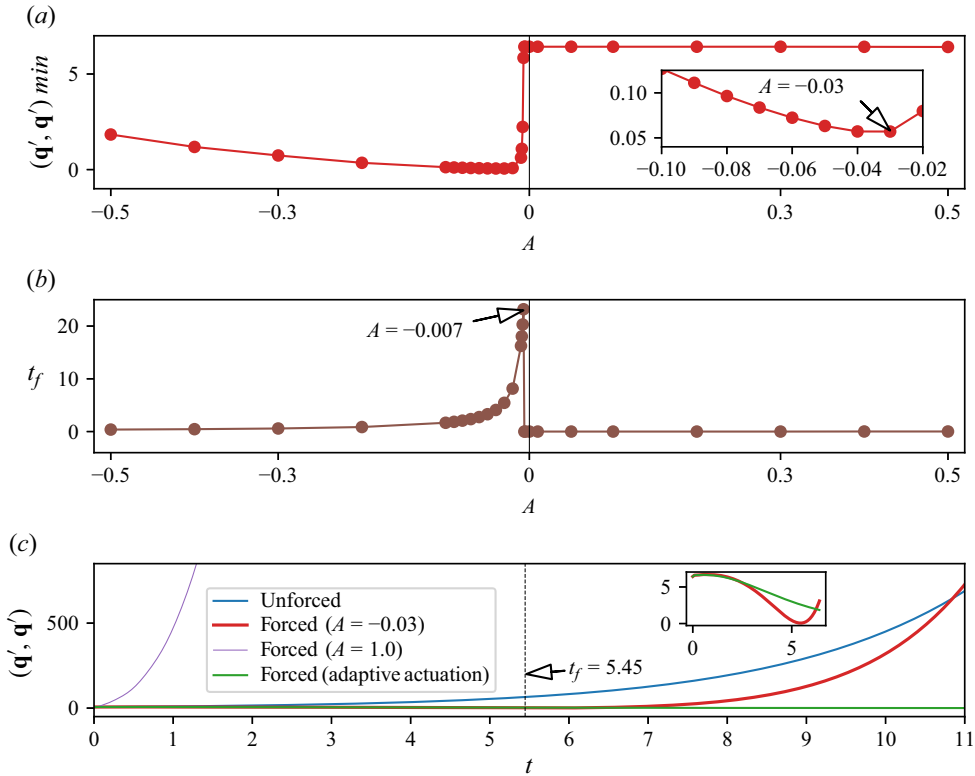 (a)
(q′, q′) min
5
0
A = −0.03
0.10
0.05
−0.10 −0.08 −0.06 −0.04 −0.02
−0.5 −0.3 0 0.3 0.5
A
(b)
t_f
20
10
0
A = −0.007
−0.5 −0.3 0 0.3 0.5
A
(c)
(q′, q′)
500
0
Unforced
Forced (A = −0.03)
Forced (A = 1.0)
Forced (adaptive actuation)
5
0
0 5
t_f = 5.45
0 1 2 3 4 5 6 7 8 9 10 11
t